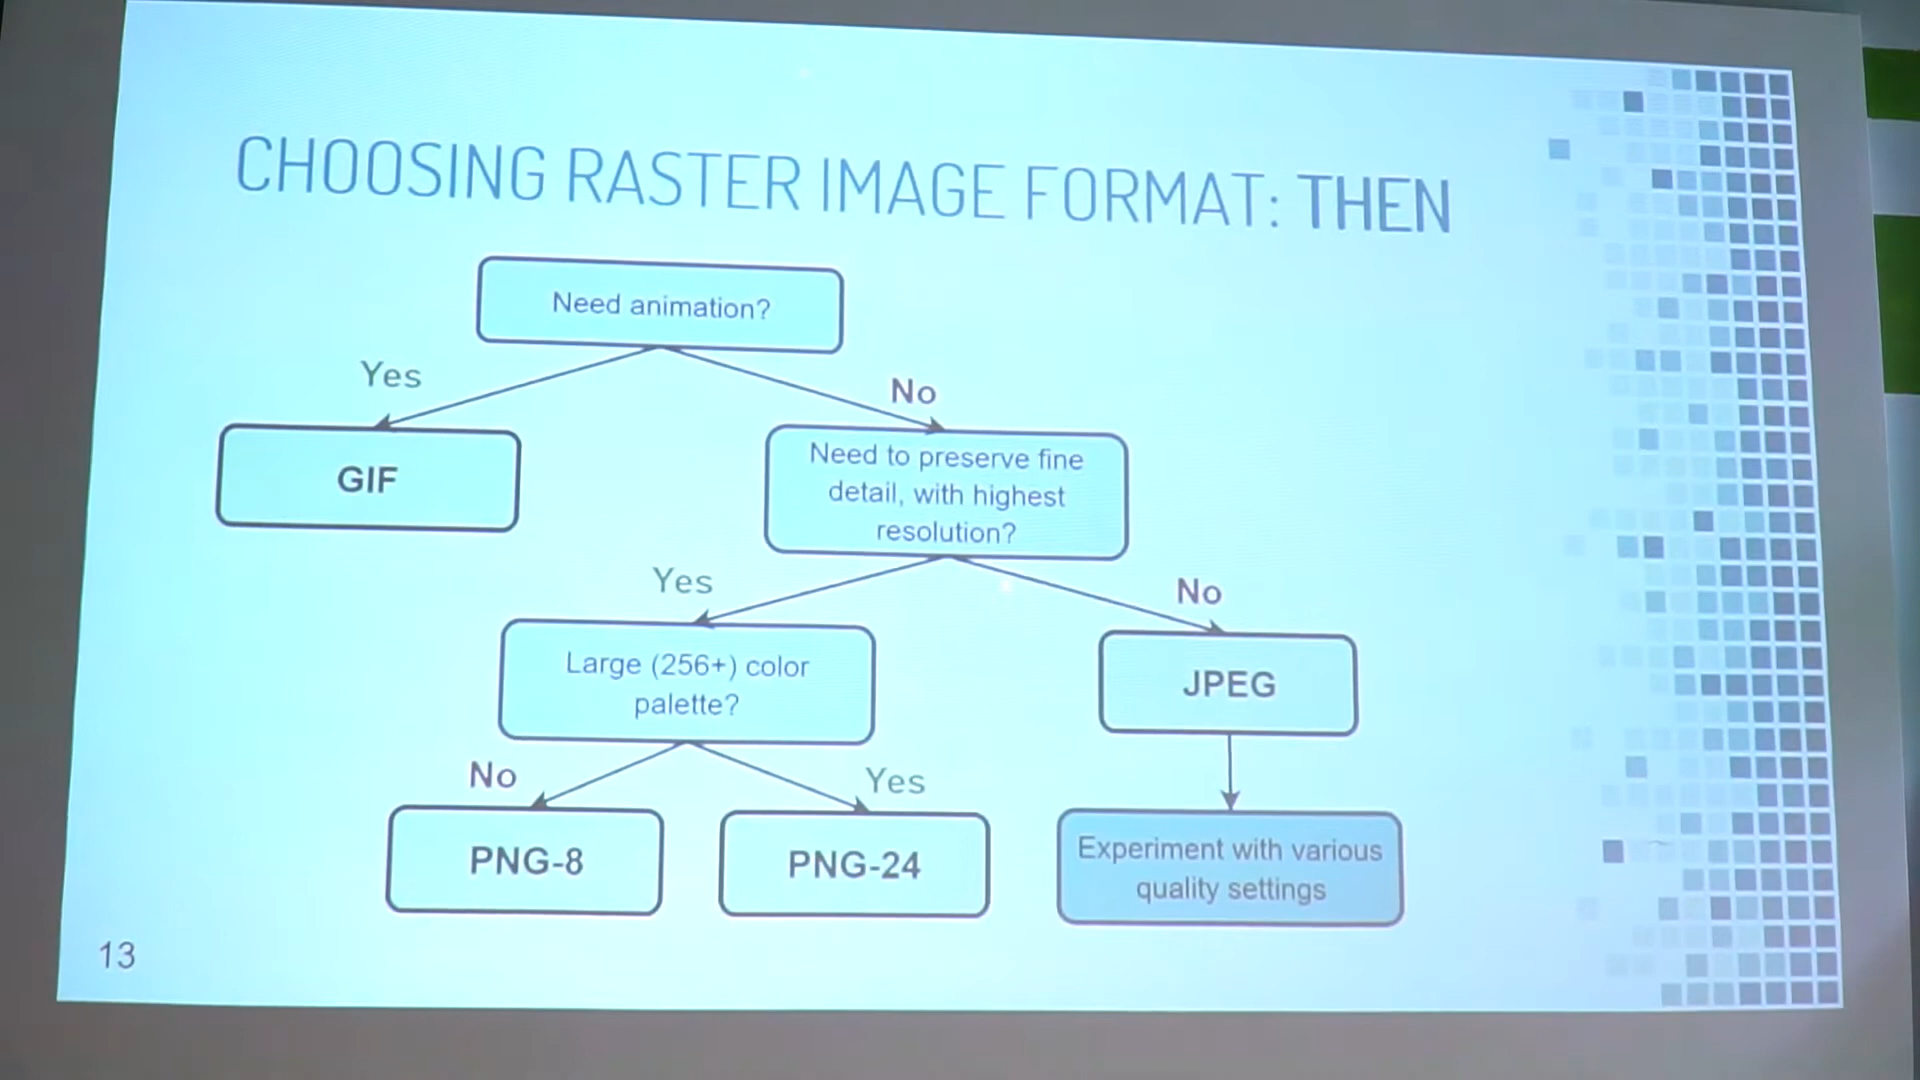 CHOOSING RASTER IMAGE FORMAT: THEN
Need animation?
Yes
No
GIF
Need to preserve fine
detail, with highest
resolution?
Yes
No
Large (256+) color
palette?
JPEG
No
Yes
PNG-8
PNG-24
Experiment with various
quality settings
13